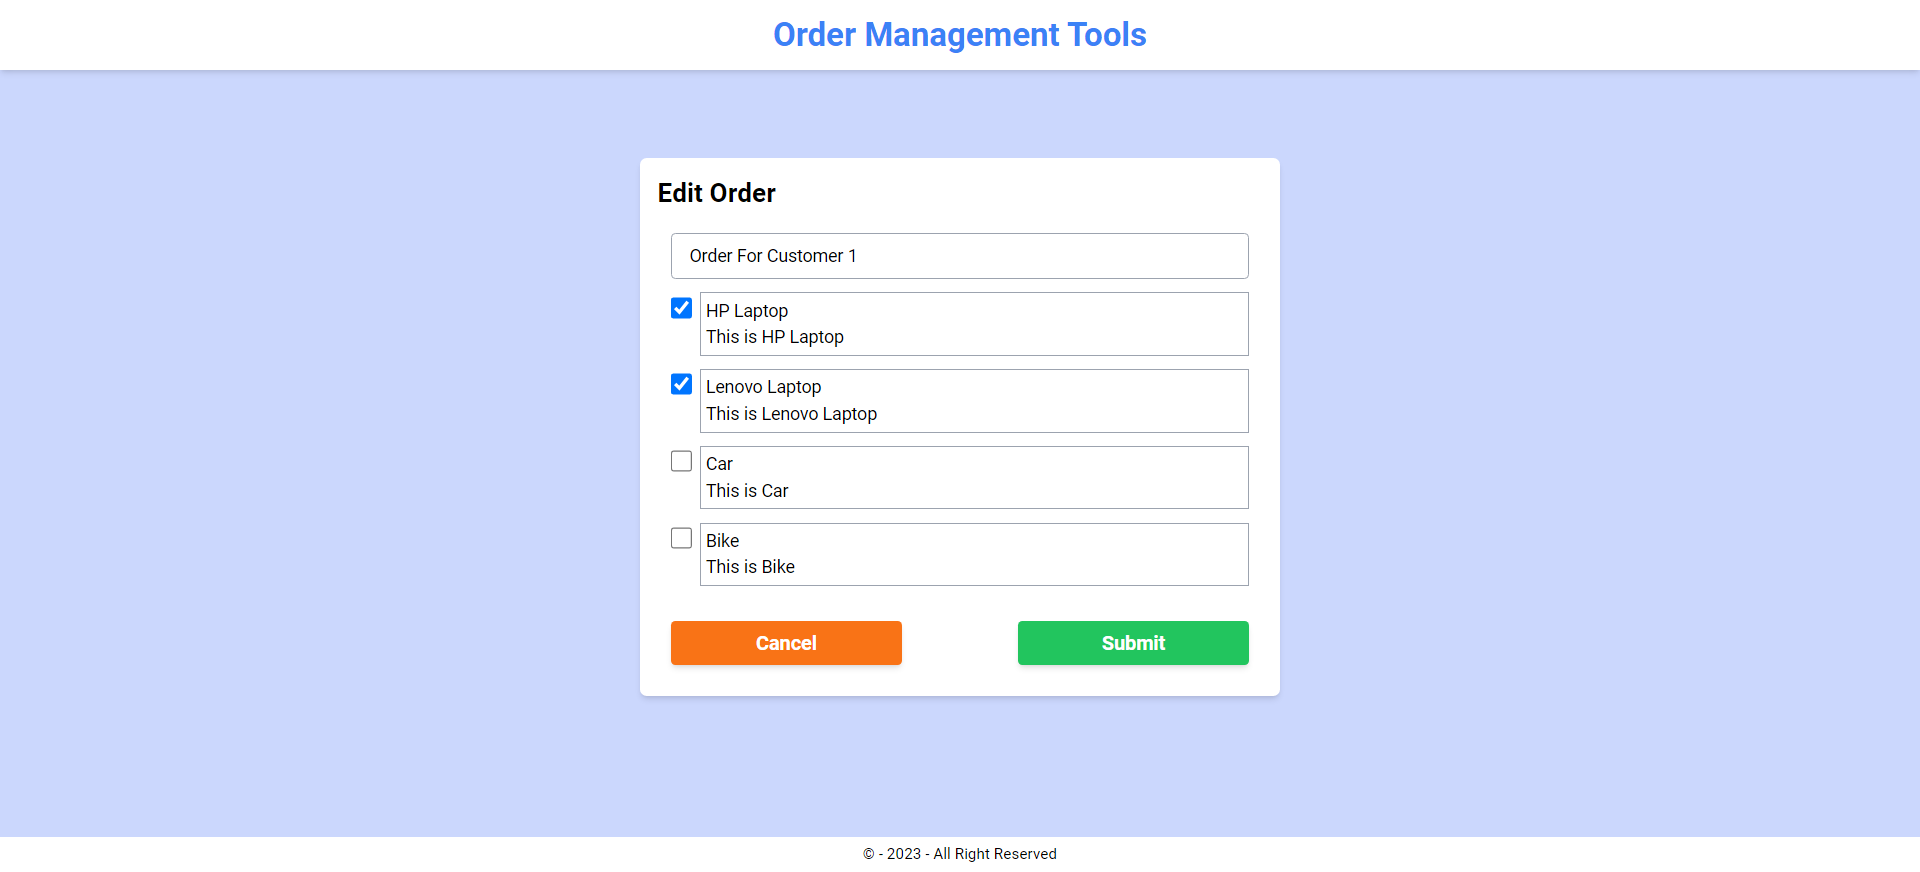 Order Management Tools
Edit Order
Order For Customer 1
HP Laptop
This is HP Laptop
Lenovo Laptop
This is Lenovo Laptop
Car
This is Car
Bike
This is Bike
Cancel
Submit
© - 2023 - All Right Reserved